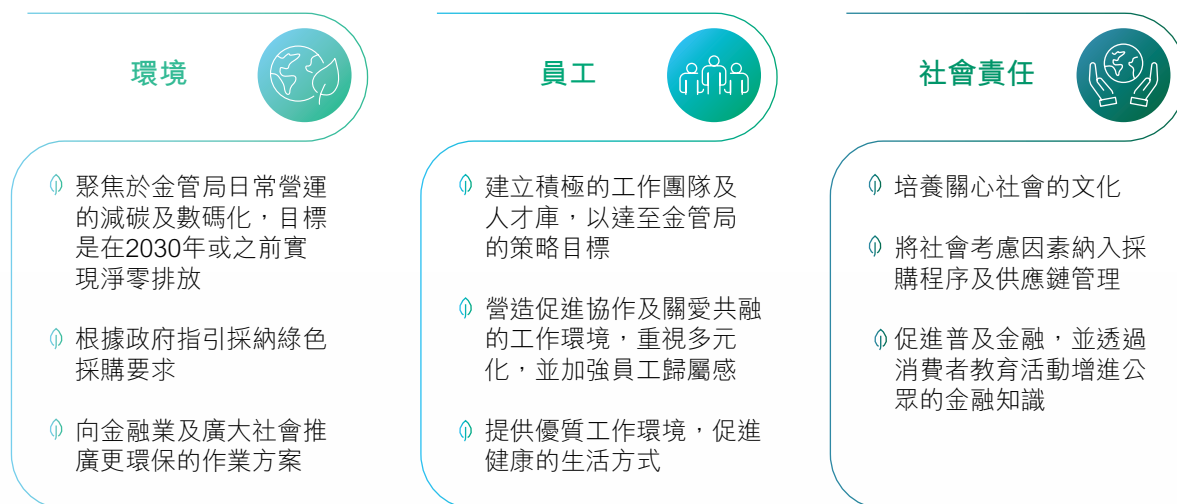 環境
聚焦於金管局日常營運
的減碳及數碼化，目標
是在2030年或之前實
現淨零排放
根據政府指引採納綠色
採購要求
向金融業及廣大社會推
廣更環保的作業方案
員工
建立積極的工作團隊及
人才庫，以達至金管局
的策略目標
營造促進協作及關愛共融
的工作環境，重視多元
化，並加強員工歸屬感
提供優質工作環境，促進
健康的生活方式
社會責任
培養關心社會的文化
將社會考慮因素納入採
購程序及供應鏈管理
促進普及金融，並透過
消費者教育活動增進公
眾的金融知識